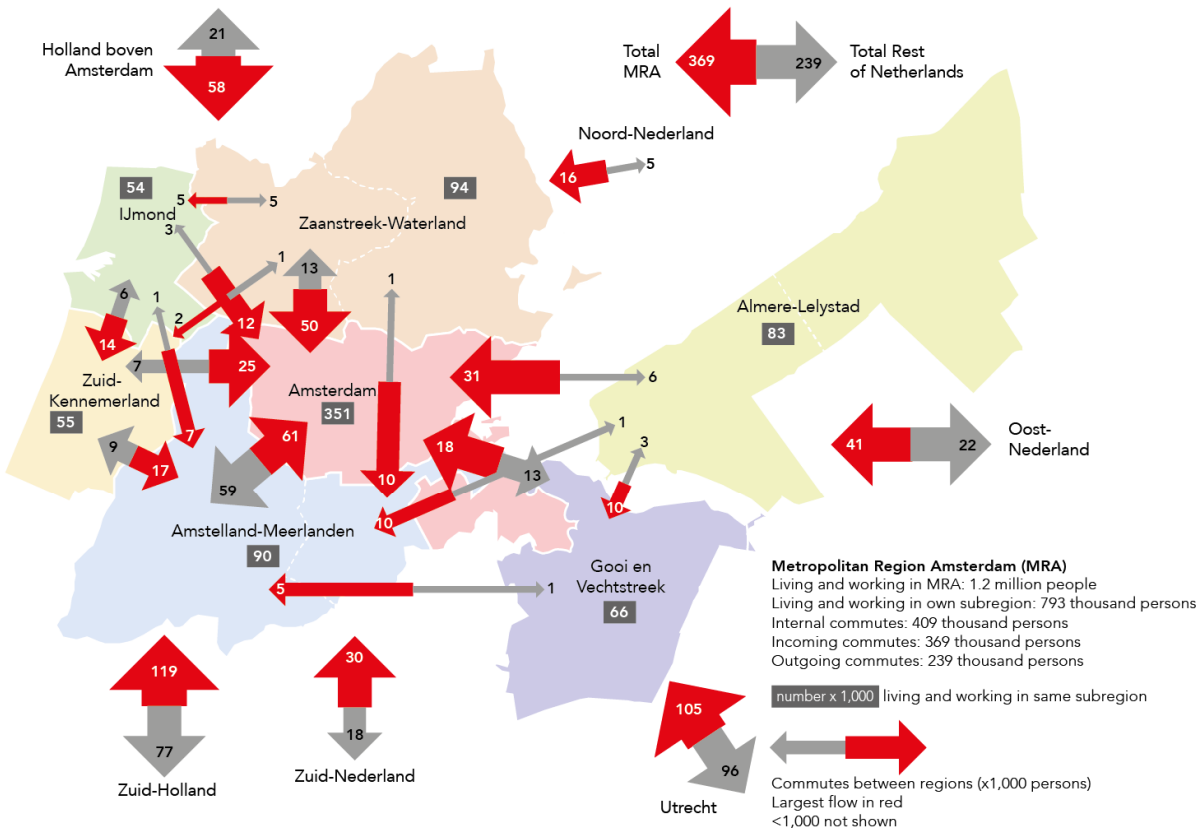 Holland boven
Amsterdam
21
58
Total
MRA
369
239
Total Rest
of Netherlands
Noord-Nederland
16
5
54
IJmond
5
5
3
94
Zaanstreek-Waterland
1
13
50
1
6
14
1
2
12
7
25
Zuid-
Kennemerland
55
Amsterdam
351
31
6
Almere-Lelystad
83
9
17
7
61
59
18
13
10
10
1
3
10
41
22
Oost-
Nederland
Amstelland-Meerlanden
90
5
1
Gooi en
Vechtstreek
66
Metropolitan Region Amsterdam (MRA)
Living and working in MRA: 1.2 million people
Living and working in own subregion: 793 thousand persons
Internal commutes: 409 thousand persons
Incoming commutes: 369 thousand persons
Outgoing commutes: 239 thousand persons
number x 1,000 living and working in same subregion
Commutes between regions (x1,000 persons)
Largest flow in red
<1,000 not shown
119
77
Zuid-Holland
30
18
Zuid-Nederland
105
96
Utrecht